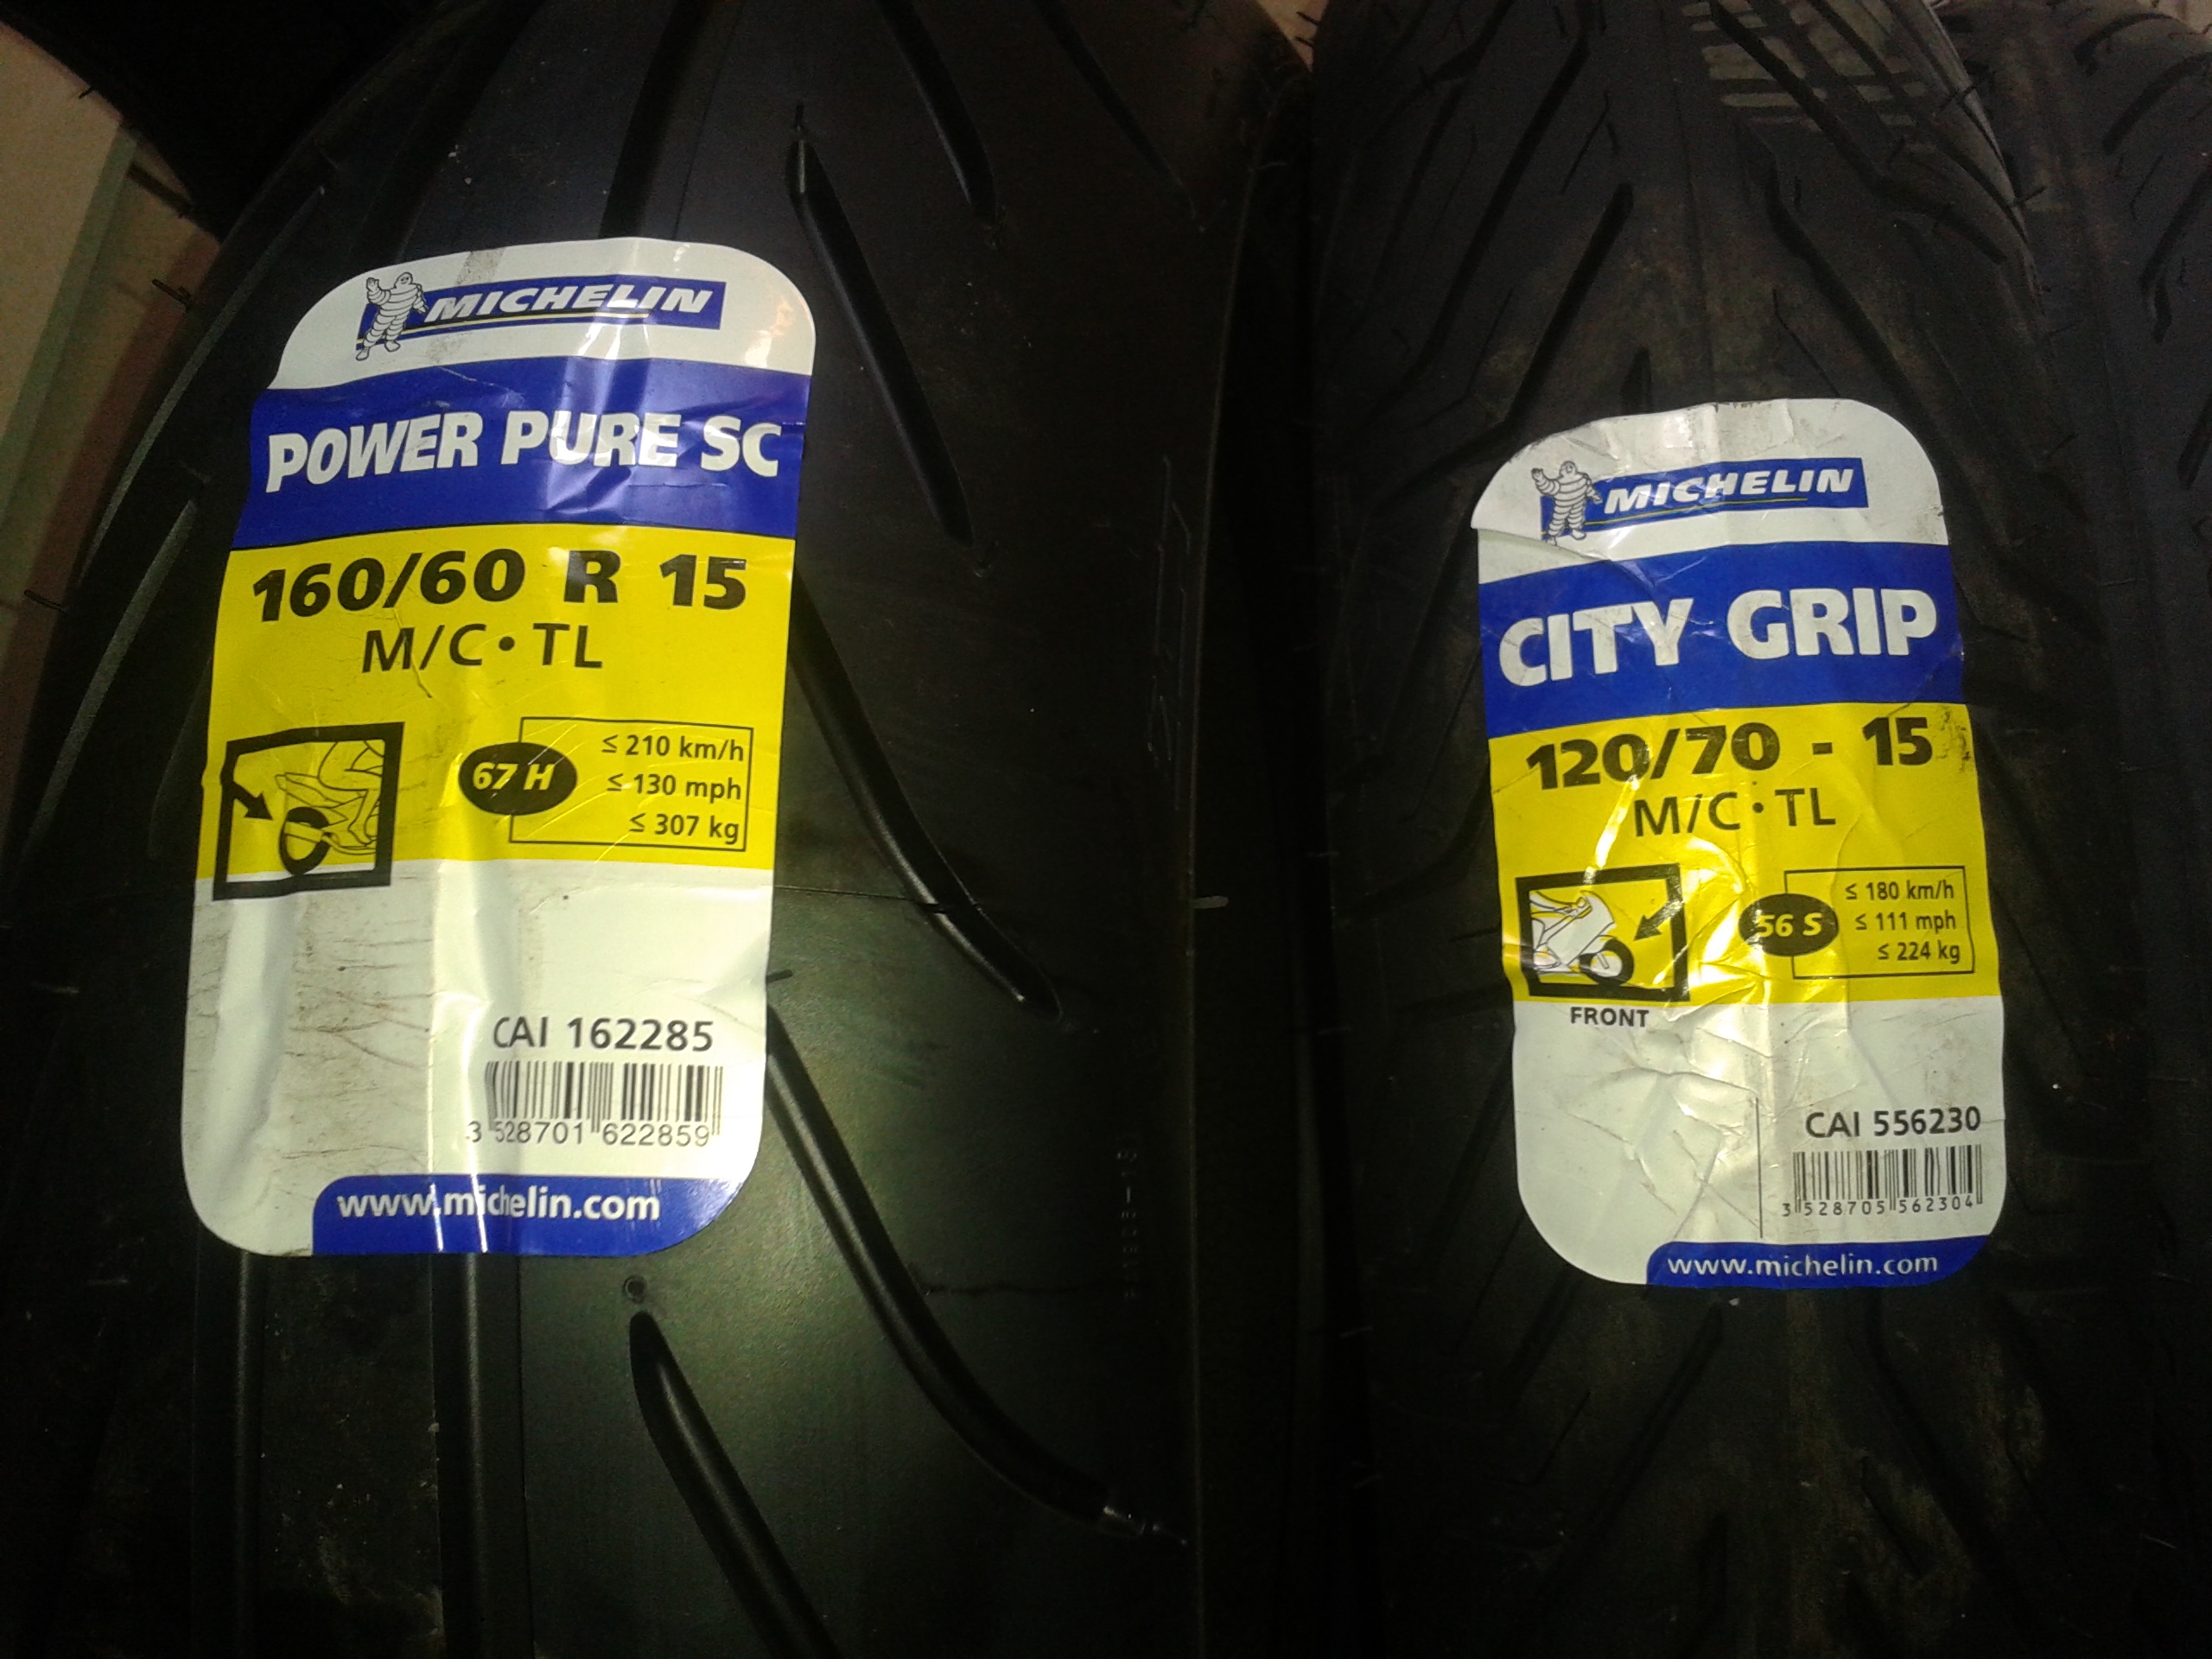 MICHELIN
POWER PURE SC
160/60 R 15
M/C • TL
67 H
≤ 210 km/h
≤ 130 mph
≤ 307 kg
CAI 162285
3 528701 622859
www.michelin.com
MICHELIN
CITY GRIP
120/70 - 15
M/C • TL
56 S
≤ 180 km/h
≤ 111 mph
≤ 224 kg
FRONT
CAI 556230
3 528705 562304
www.michelin.com